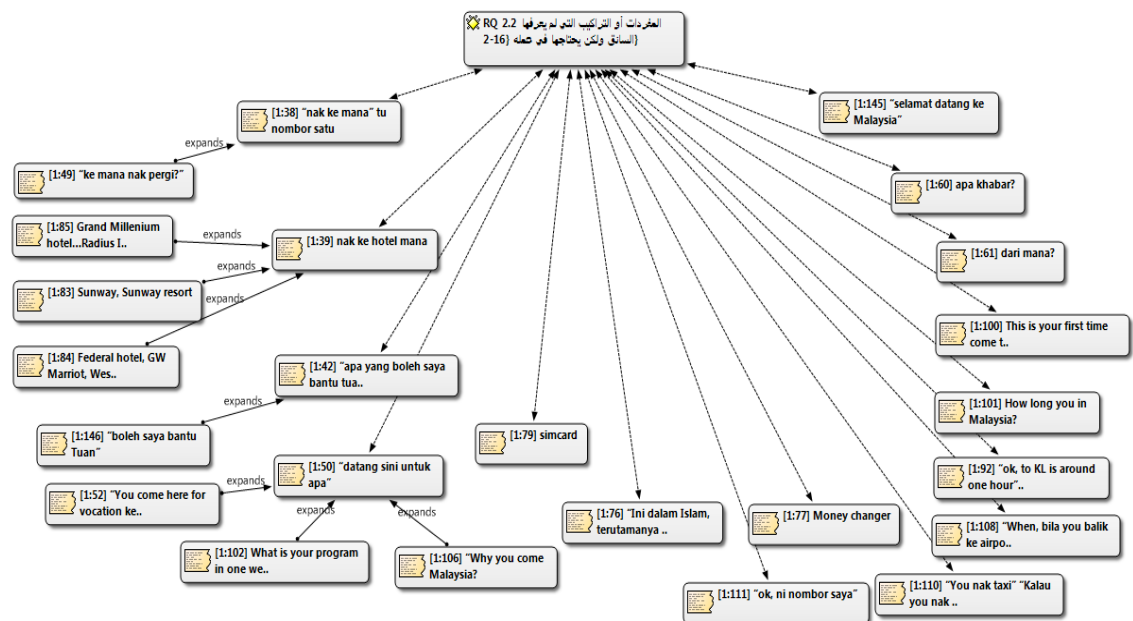 RQ 2.2 المفردات أو التراكيب التي لم يعرفها
السائق ولكن يحتاجها في عمله {16-2}
[1:38] "nak ke mana" tu
nombor satu
[1:145] "selamat datang ke
Malaysia"
expands
[1:49] "ke mana nak pergi?"
[1:60] apa khabar?
[1:85] Grand Millenium
hotel...Radius I..
expands
[1:39] nak ke hotel mana
[1:61] dari mana?
expands
[1:83] Sunway, Sunway resort
expands
[1:100] This is your first time
come t..
[1:84] Federal hotel, GW
Marriot, Wes..
[1:42] "apa yang boleh saya
bantu tua..
expands
[1:101] How long you in
Malaysia?
[1:146] "boleh saya bantu
Tuan"
[1:79] simcard
[1:50] "datang sini untuk
apa"
[1:92] "ok, to KL is around
one hour"..
expands
[1:52] "You come here for
vocation ke..
expands
expands
[1:76] "Ini dalam Islam,
terutamanya ..
[1:77] Money changer
[1:108] "When, bila you balik
ke airpo..
[1:102] What is your program
in one we..
[1:106] "Why you come
Malaysia?
[1:110] "You nak taxi" "Kalau
you nak ..
[1:111] "ok, ni nombor saya"